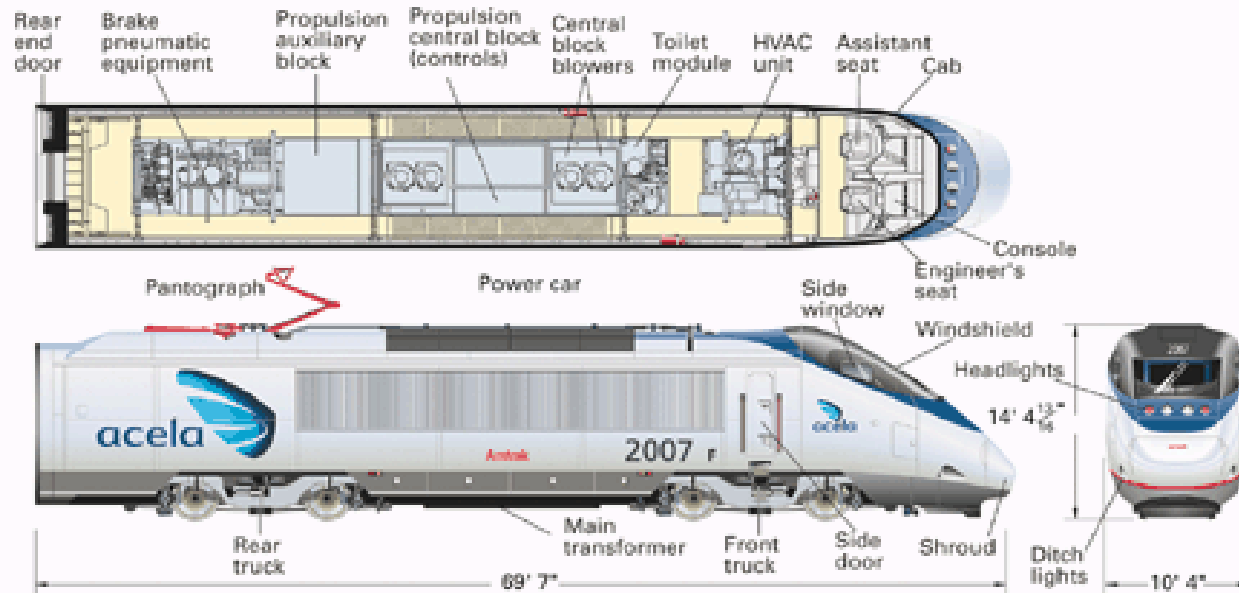 Rear
end
door
Brake
pneumatic
equipment
Propulsion
auxiliary
block
Propulsion
central block
(controls)
Central
block
blowers
Toilet
module
HVAC
unit
Assistant
seat
Cab
Console
Engineer's
seat
Pantograph
Power car
Side
window
Windshield
Headlights
14' 4 13/16"
acela
Amtrak
2007 F
acela
Rear
truck
Main
transformer
Front
truck
Side
door
Shroud
Ditch
lights
69' 7"
10' 4"